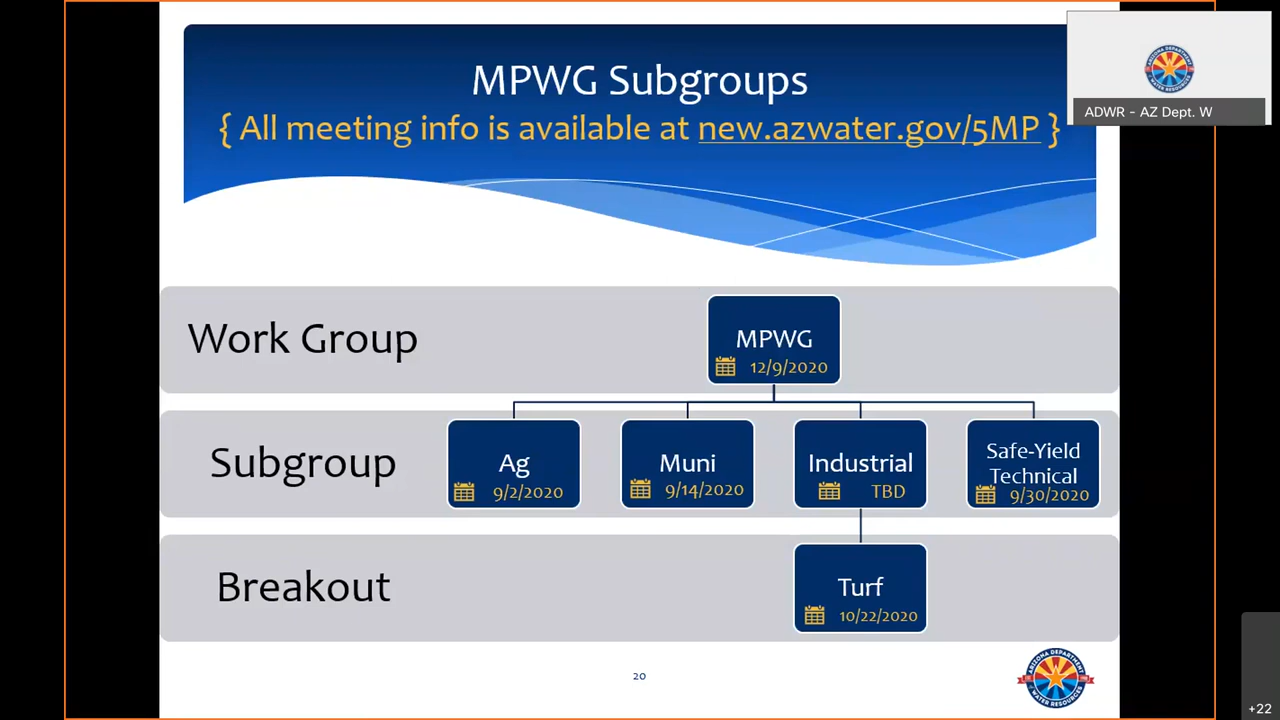 MPWG Subgroups
{ All meeting info is available at new.azwater.gov/5MP }
ADWR - AZ Dept. W
Work Group
MPWG
12/9/2020
Subgroup
Ag
9/2/2020
Muni
9/14/2020
Industrial
TBD
Safe-Yield
Technical
9/30/2020
Breakout
Turf
10/22/2020
20
+22